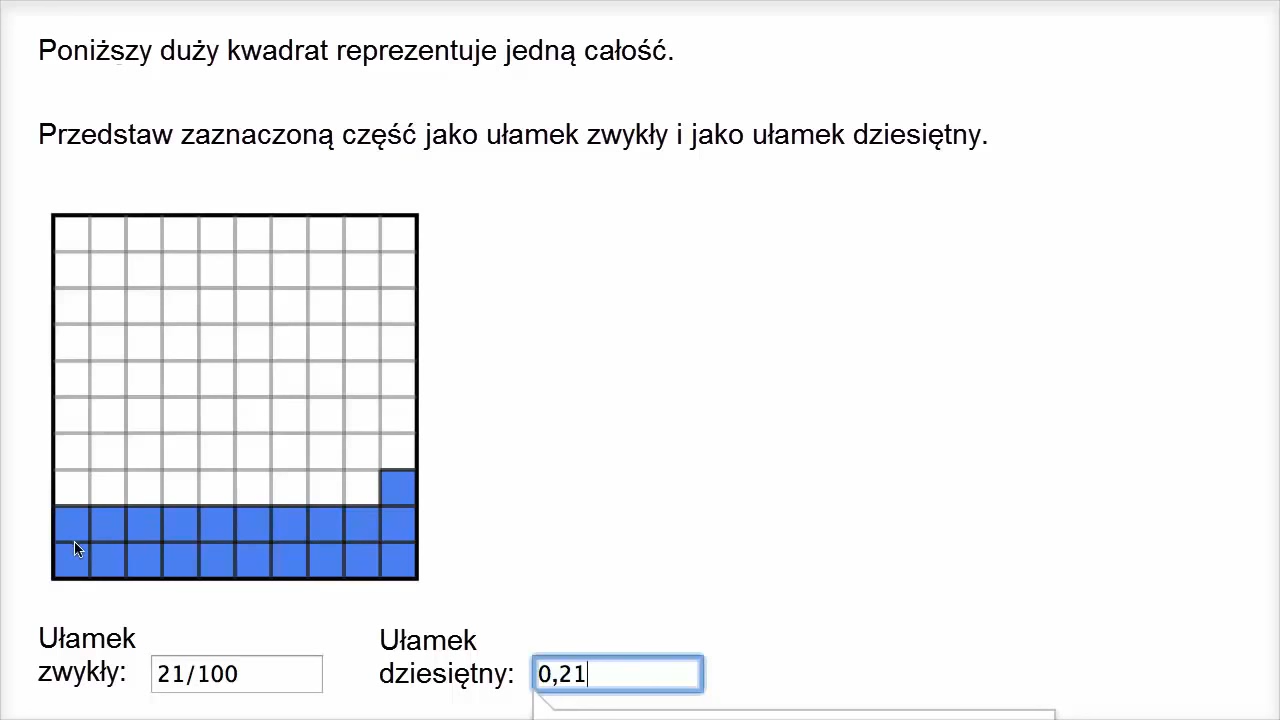 Poniższy duży kwadrat reprezentuje jedną całość.
Przedstaw zaznaczoną część jako ułamek zwykły i jako ułamek dziesiętny.
Ułamek
zwykły: 21/100
Ułamek
dziesiętny: 0,21